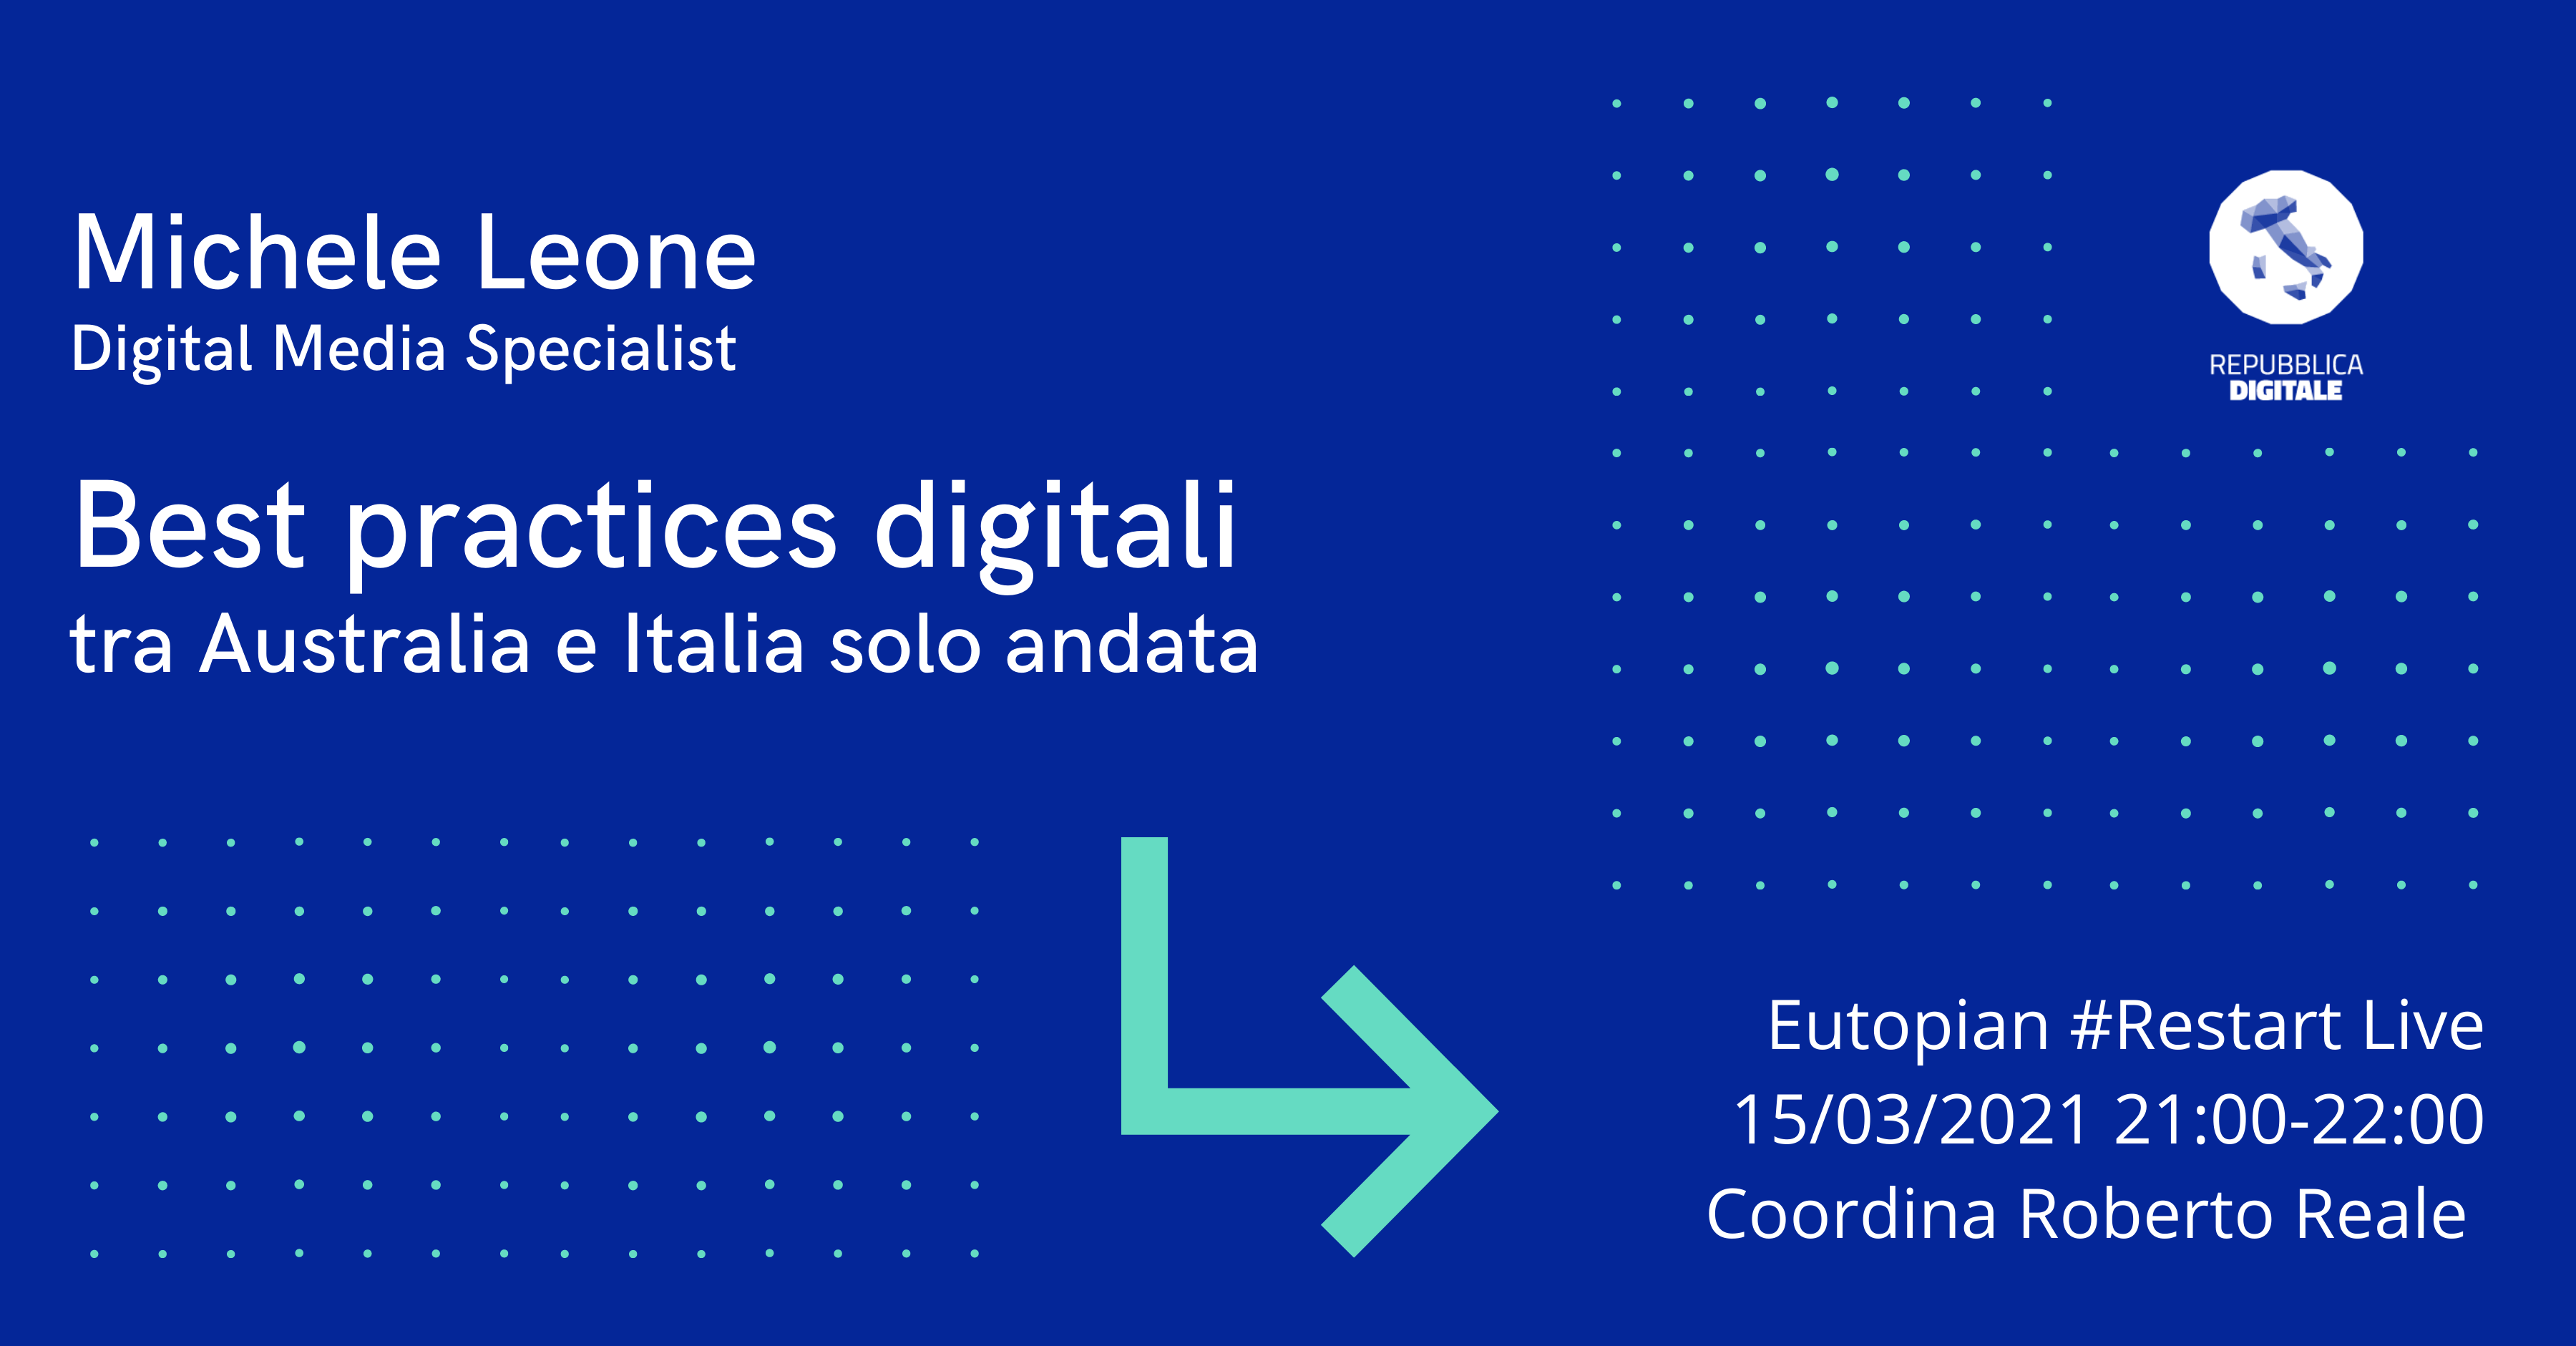 Michele Leone
Digital Media Specialist
Best practices digitali
tra Australia e Italia solo andata
REPUBBLICA
DIGITALE
Eutopian #Restart Live
15/03/2021 21:00-22:00
Coordina Roberto Reale